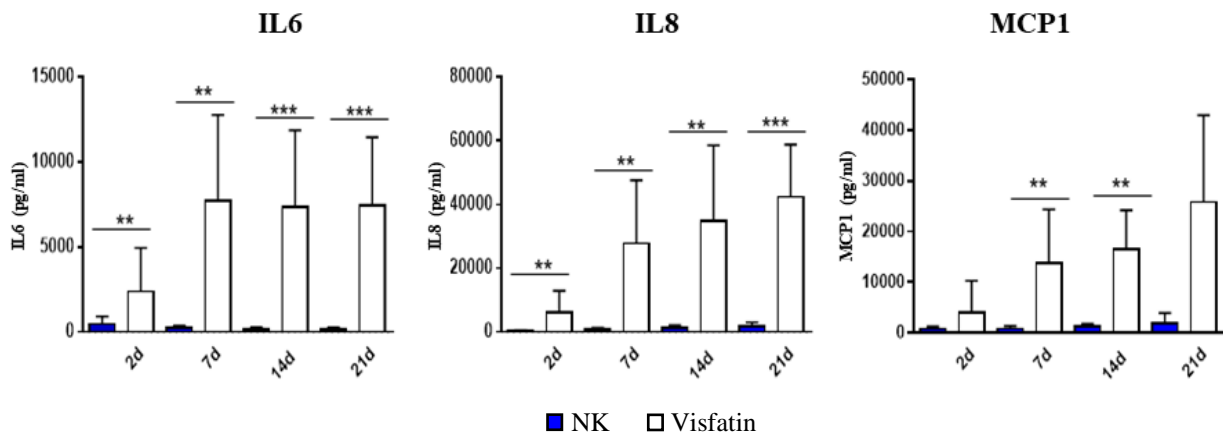 IL6
IL8
MCP1
IL6 (pg/ml)
15000
10000
5000
0
**
**
***
***
2d
7d
14d
21d
IL8 (pg/ml)
80000
60000
40000
20000
0
**
**
**
***
2d
7d
14d
21d
MCP1 (pg/ml)
50000
40000
30000
20000
10000
0
**
**
2d
7d
14d
21d
NK Visfatin